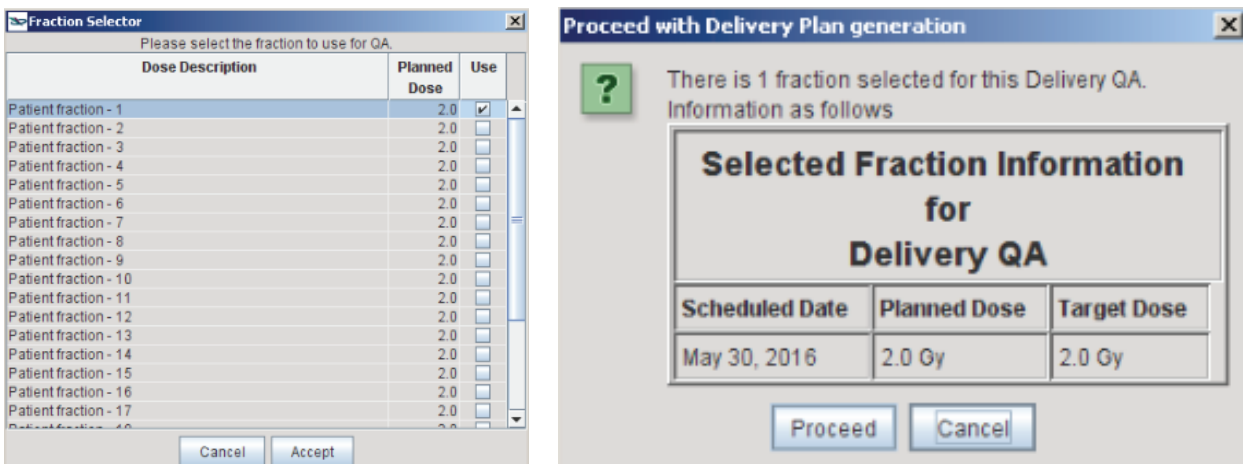 Fraction Selector
Please select the fraction to use for QA.
Dose Description Planned Dose Use
Patient fraction - 1 2.0
Patient fraction - 2 2.0
Patient fraction - 3 2.0
Patient fraction - 4 2.0
Patient fraction - 5 2.0
Patient fraction - 6 2.0
Patient fraction - 7 2.0
Patient fraction - 8 2.0
Patient fraction - 9 2.0
Patient fraction - 10 2.0
Patient fraction - 11 2.0
Patient fraction - 12 2.0
Patient fraction - 13 2.0
Patient fraction - 14 2.0
Patient fraction - 15 2.0
Patient fraction - 16 2.0
Patient fraction - 17 2.0
Cancel Accept
Proceed with Delivery Plan generation
There is 1 fraction selected for this Delivery QA.
Information as follows
Selected Fraction Information
for
Delivery QA
Scheduled Date Planned Dose Target Dose
May 30, 2016 2.0 Gy 2.0 Gy
Proceed Cancel